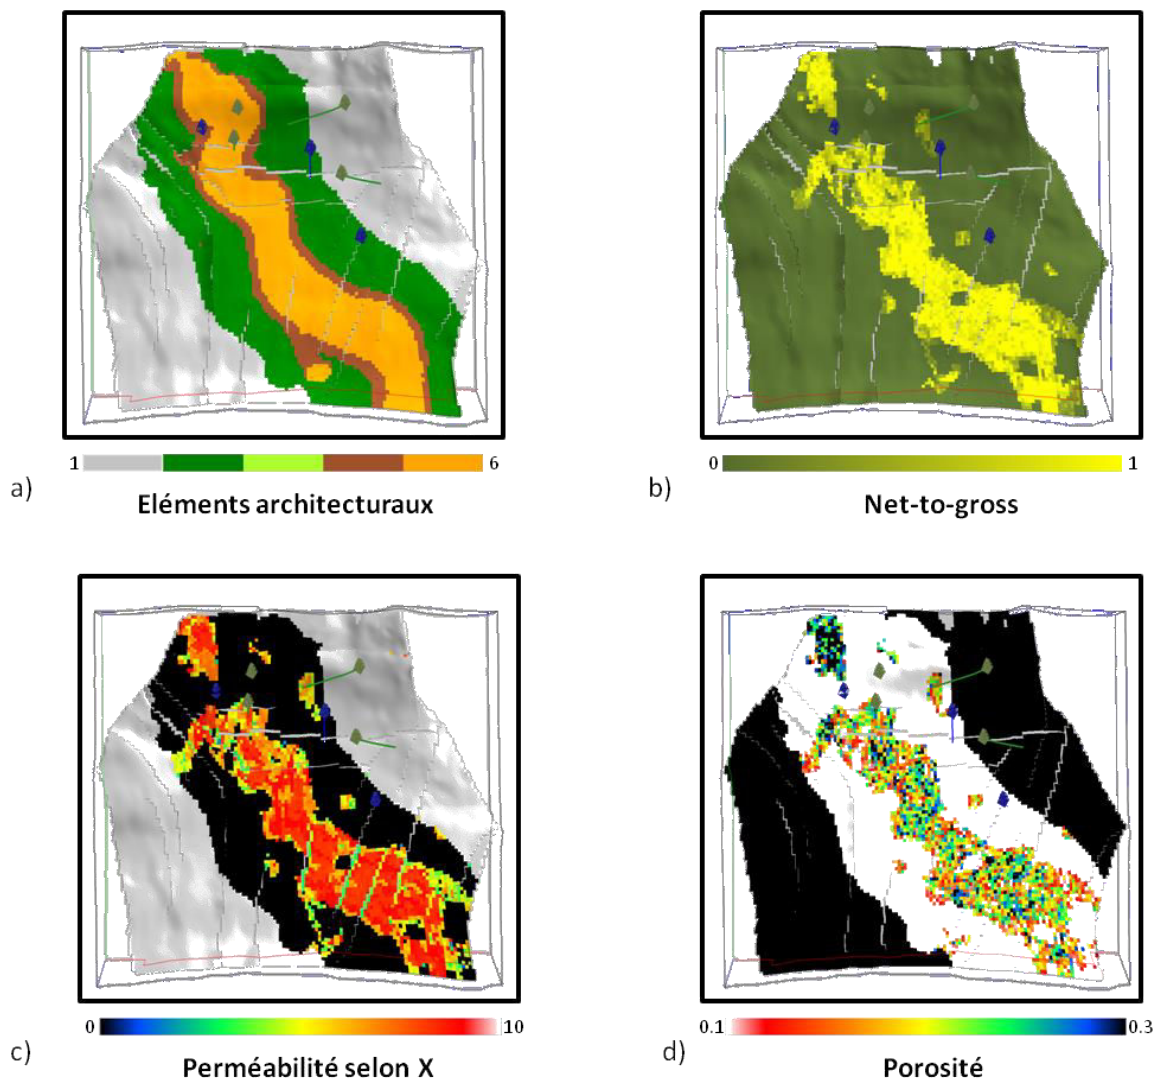 1 6 0 1
a) b)
Eléments architecturaux Net-to-gross
0 10 0.1 0.3
c) d)
Perméabilité selon X Porosité